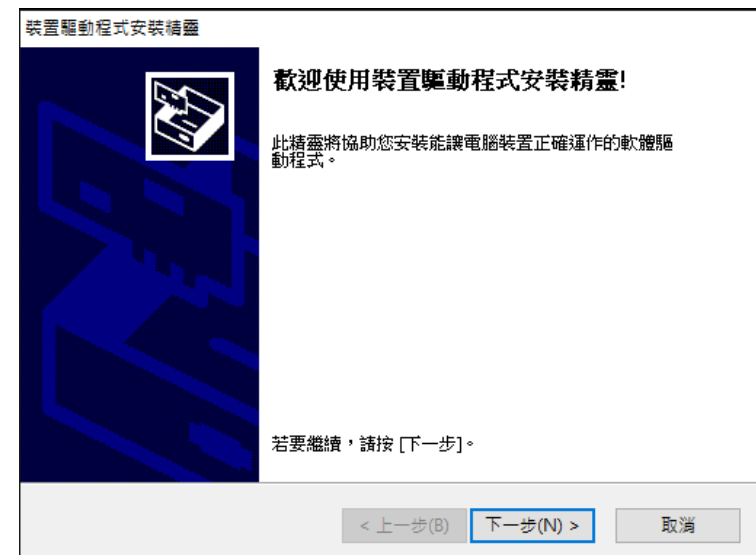 裝置驅動程式安裝精靈
歡迎使用裝置驅動程式安裝精靈!
此精靈將協助您安裝能讓電腦裝置正確運作的軟體驅
動程式。
若要繼續，請按 [下一步]。
< 上一步(B)
下一步(N) >
取消